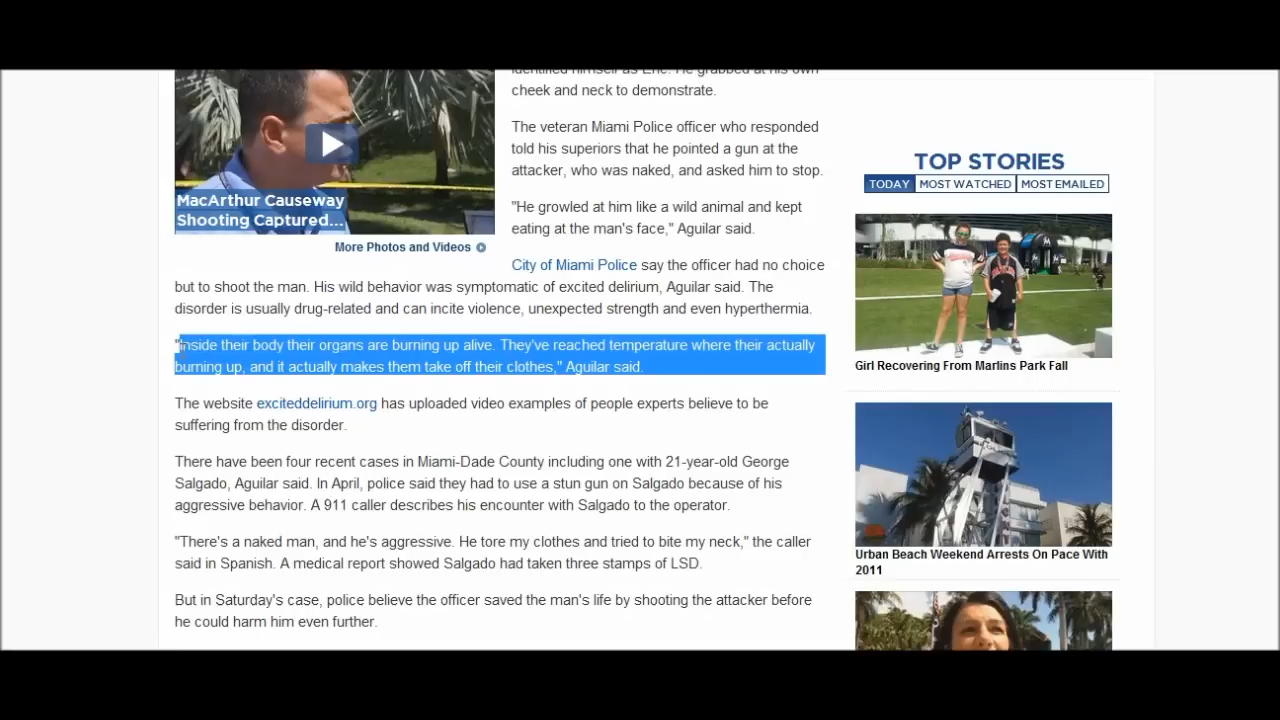 identified himself as Eric. He grabbed at his own
cheek and neck to demonstrate.
The veteran Miami Police officer who responded
told his superiors that he pointed a gun at the
attacker, who was naked, and asked him to stop.
MacArthur Causeway
Shooting Captured...
More Photos and Videos
"He growled at him like a wild animal and kept
eating at the man's face," Aguilar said.
City of Miami Police say the officer had no choice
but to shoot the man. His wild behavior was symptomatic of excited delirium, Aguilar said. The
disorder is usually drug-related and can incite violence, unexpected strength and even hyperthermia.
"Inside their body their organs are burning up alive. They've reached temperature where their actually
burning up, and it actually makes them take off their clothes," Aguilar said.
The website exciteddelirium.org has uploaded video examples of people experts believe to be
suffering from the disorder.
There have been four recent cases in Miami-Dade County including one with 21-year-old George
Salgado, Aguilar said. In April, police said they had to use a stun gun on Salgado because of his
aggressive behavior. A 911 caller describes his encounter with Salgado to the operator.
"There's a naked man, and he's aggressive. He tore my clothes and tried to bite my neck," the caller
said in Spanish. A medical report showed Salgado had taken three stamps of LSD.
But in Saturday's case, police believe the officer saved the man's life by shooting the attacker before
he could harm him even further.
TOP STORIES
TODAY MOST WATCHED MOST EMAILED
Girl Recovering From Marlins Park Fall
Urban Beach Weekend Arrests On Pace With
2011